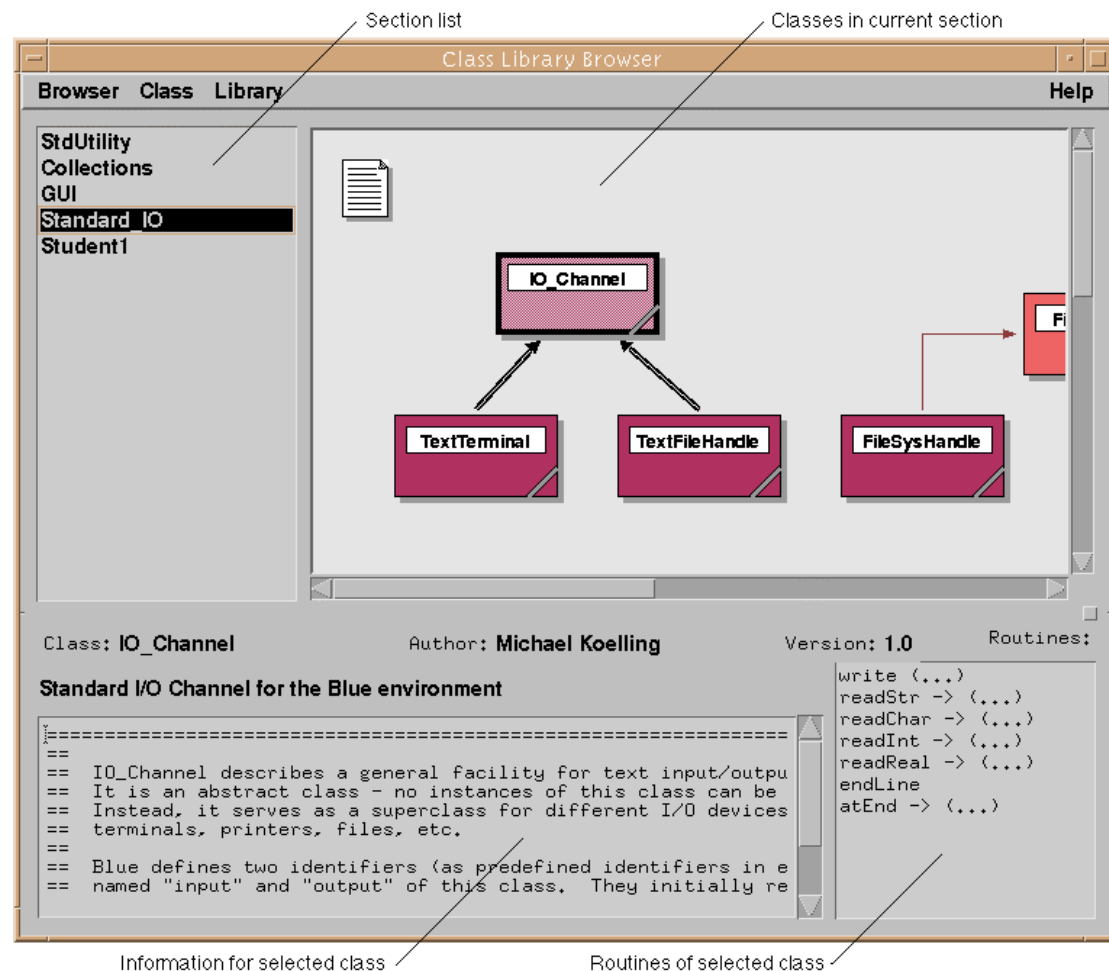 Section list
Classes in current section
Class Library Browser
Browser Class Library Help
StdUtility
Collections
GUI
Standard_IO
Student1
IO_Channel
Fi
TextTerminal
TextFileHandle
FileSysHandle
Class: IO_Channel Author: Michael Koelling Version: 1.0 Routines:
Standard I/O Channel for the Blue environment
===================================================================
==
== IO_Channel describes a general facility for text input/outpu
== It is an abstract class - no instances of this class can be
== Instead, it serves as a superclass for different I/O devices
== terminals, printers, files, etc.
==
== Blue defines two identifiers (as predefined identifiers in e
== named "input" and "output" of this class. They initially re
write (...)
readStr -> (...)
readChar -> (...)
readInt -> (...)
readReal -> (...)
endLine
atEnd -> (...)
Information for selected class
Routines of selected class